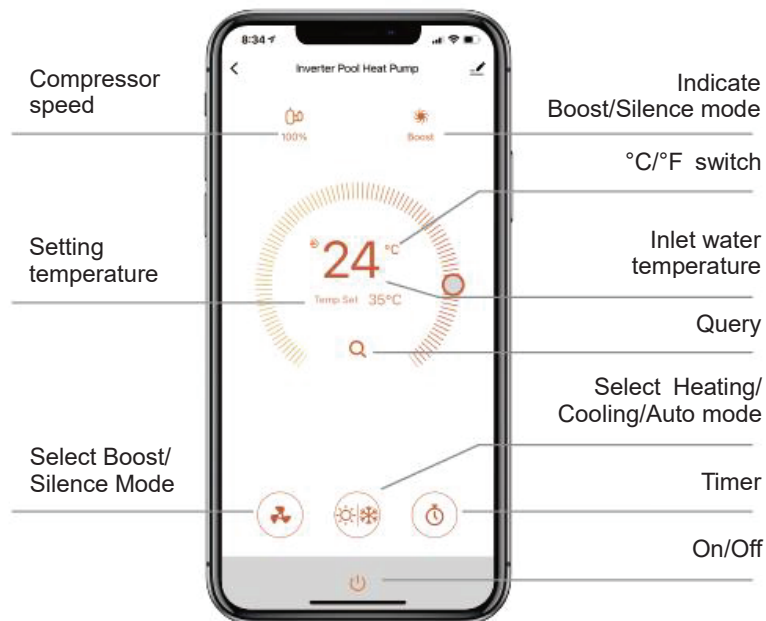 8:34
Inverter Pool Heat Pump
Compressor
speed
Indicate
Boost/Silence mode
100%
Boost
°C/°F switch
Setting
temperature
24 °C
Inlet water
temperature
Temp Set 35°C
Query
Select Heating/
Cooling/Auto mode
Select Boost/
Silence Mode
Timer
On/Off